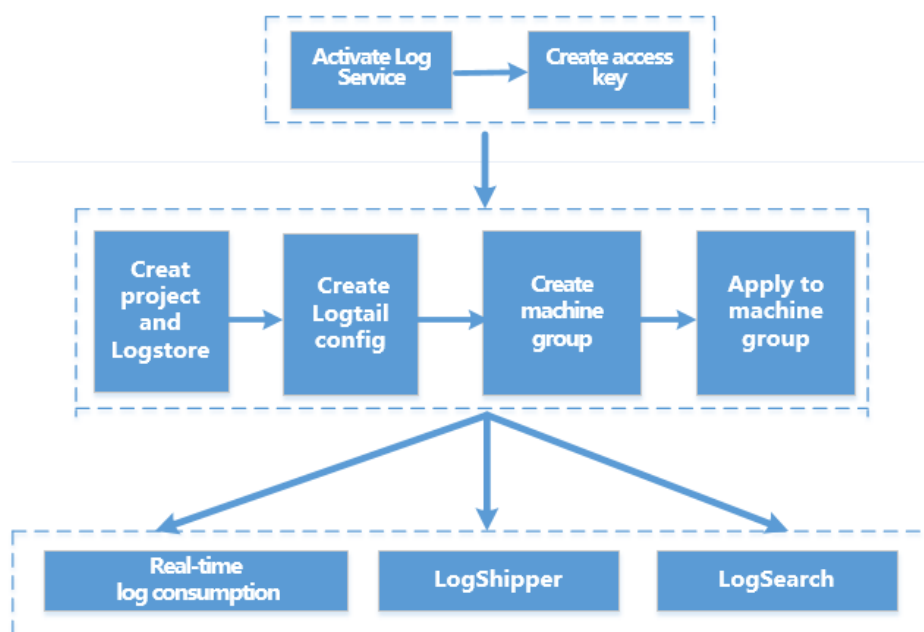 Activate Log
Service
Create access
key
Creat
project
and
Logstore
Create
Logtail
config
Create
machine
group
Apply to
machine
group
Real-time
log consumption
LogShipper
LogSearch